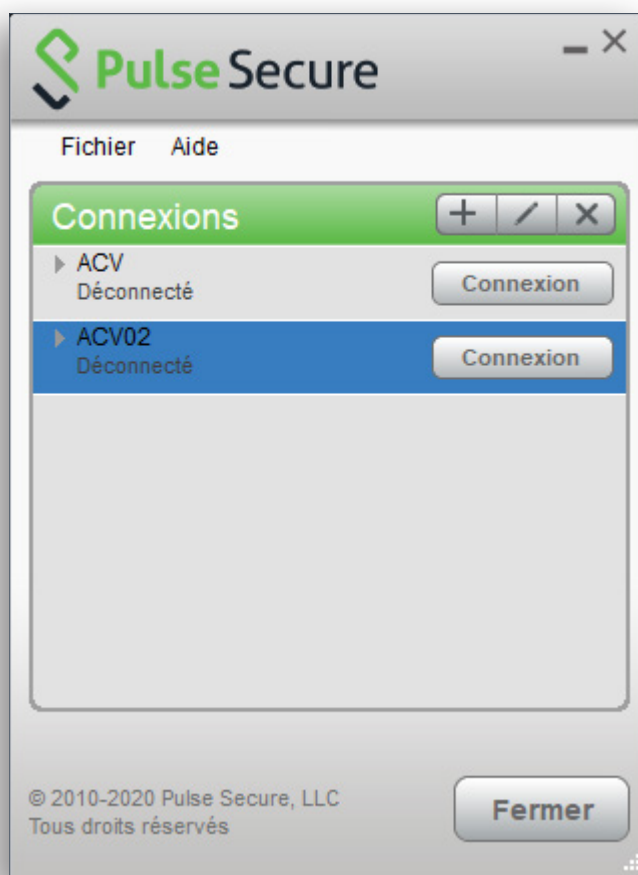 Pulse Secure
Fichier Aide
Connexions
ACV
Déconnecté
Connexion
ACV02
Déconnecté
Connexion
© 2010-2020 Pulse Secure, LLC
Tous droits réservés
Fermer